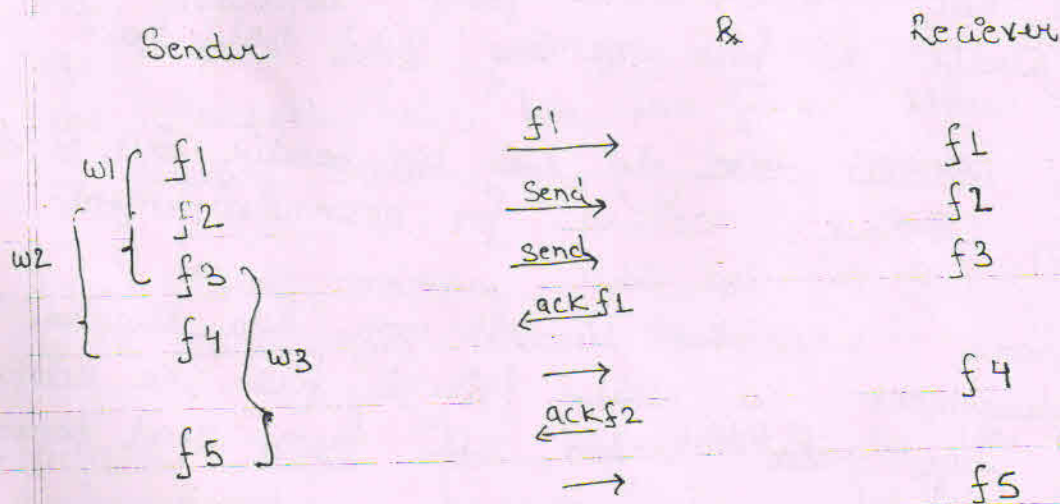 Sender Rx Reciever
f1
w1 f1 f1
f2 send f2
w2 f3 send f3
ack f1
f4 w3 f4
ack f2
f5
f5